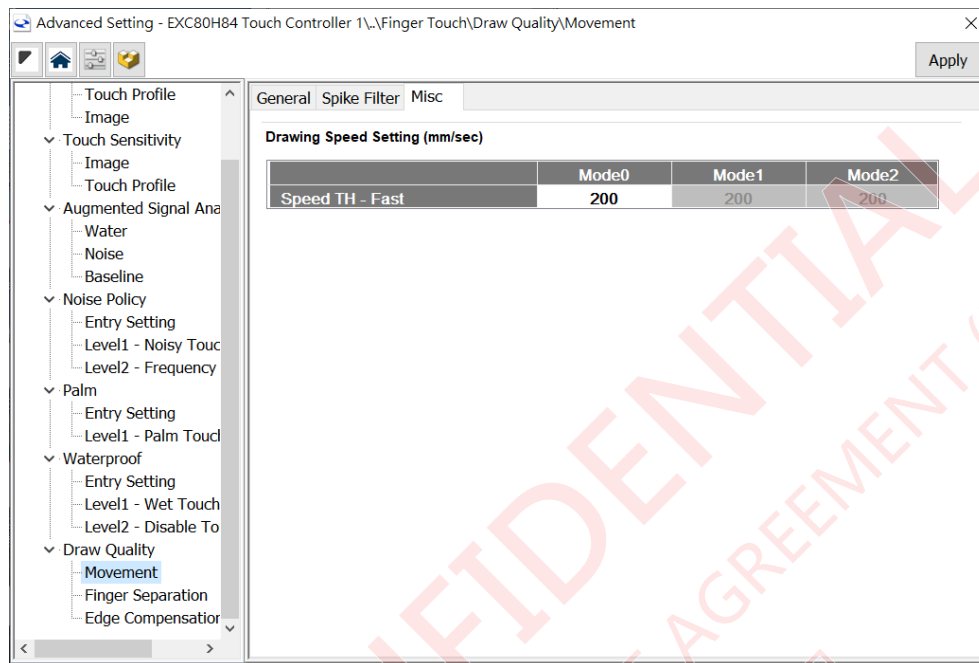 Advanced Setting - EXC80H84 Touch Controller 1\..\Finger Touch\Draw Quality\Movement
Apply
Touch Profile
Image
Touch Sensitivity
Image
Touch Profile
Augmented Signal Ana
Water
Noise
Baseline
Noise Policy
Entry Setting
Level1 - Noisy Touc
Level2 - Frequency
Palm
Entry Setting
Level1 - Palm Toucl
Waterproof
Entry Setting
Level1 - Wet Touch
Level2 - Disable To
Draw Quality
Movement
Finger Separation
Edge Compensation
General Spike Filter Misc
Drawing Speed Setting (mm/sec)
Mode0 Mode1 Mode2
Speed TH - Fast 200 200 200
FIDENTIAL
AGREEMENT